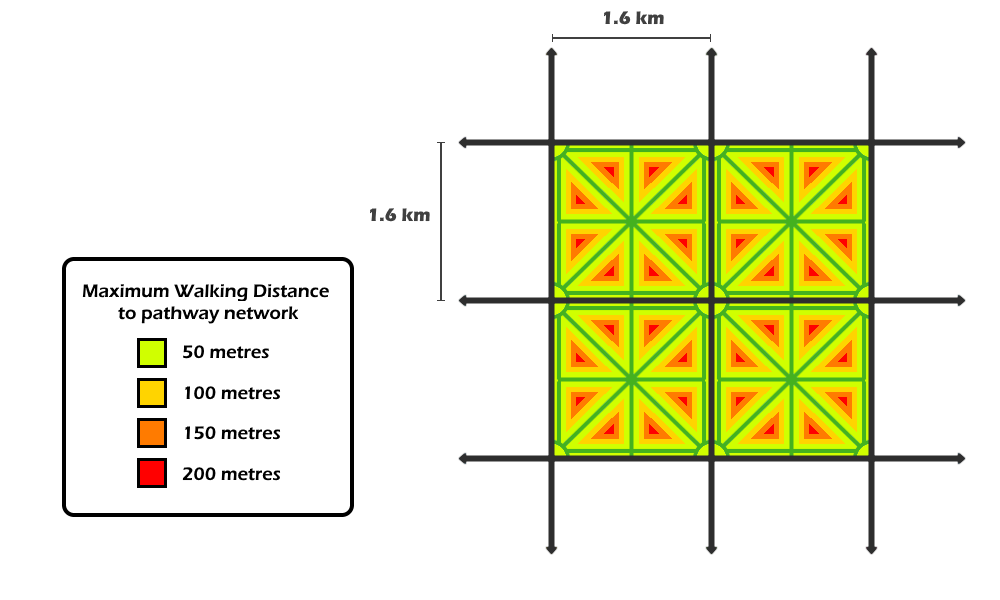 1.6 km
1.6 km
Maximum Walking Distance
to pathway network
50 metres
100 metres
150 metres
200 metres